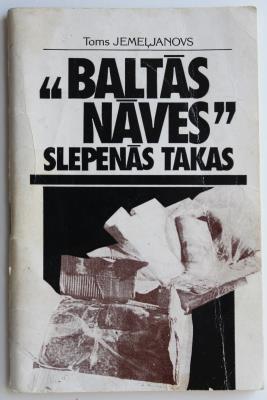 Toms JEMEĻJANOVS
„BALTĀS
NĀVES”
SLEPENĀS TAKAS